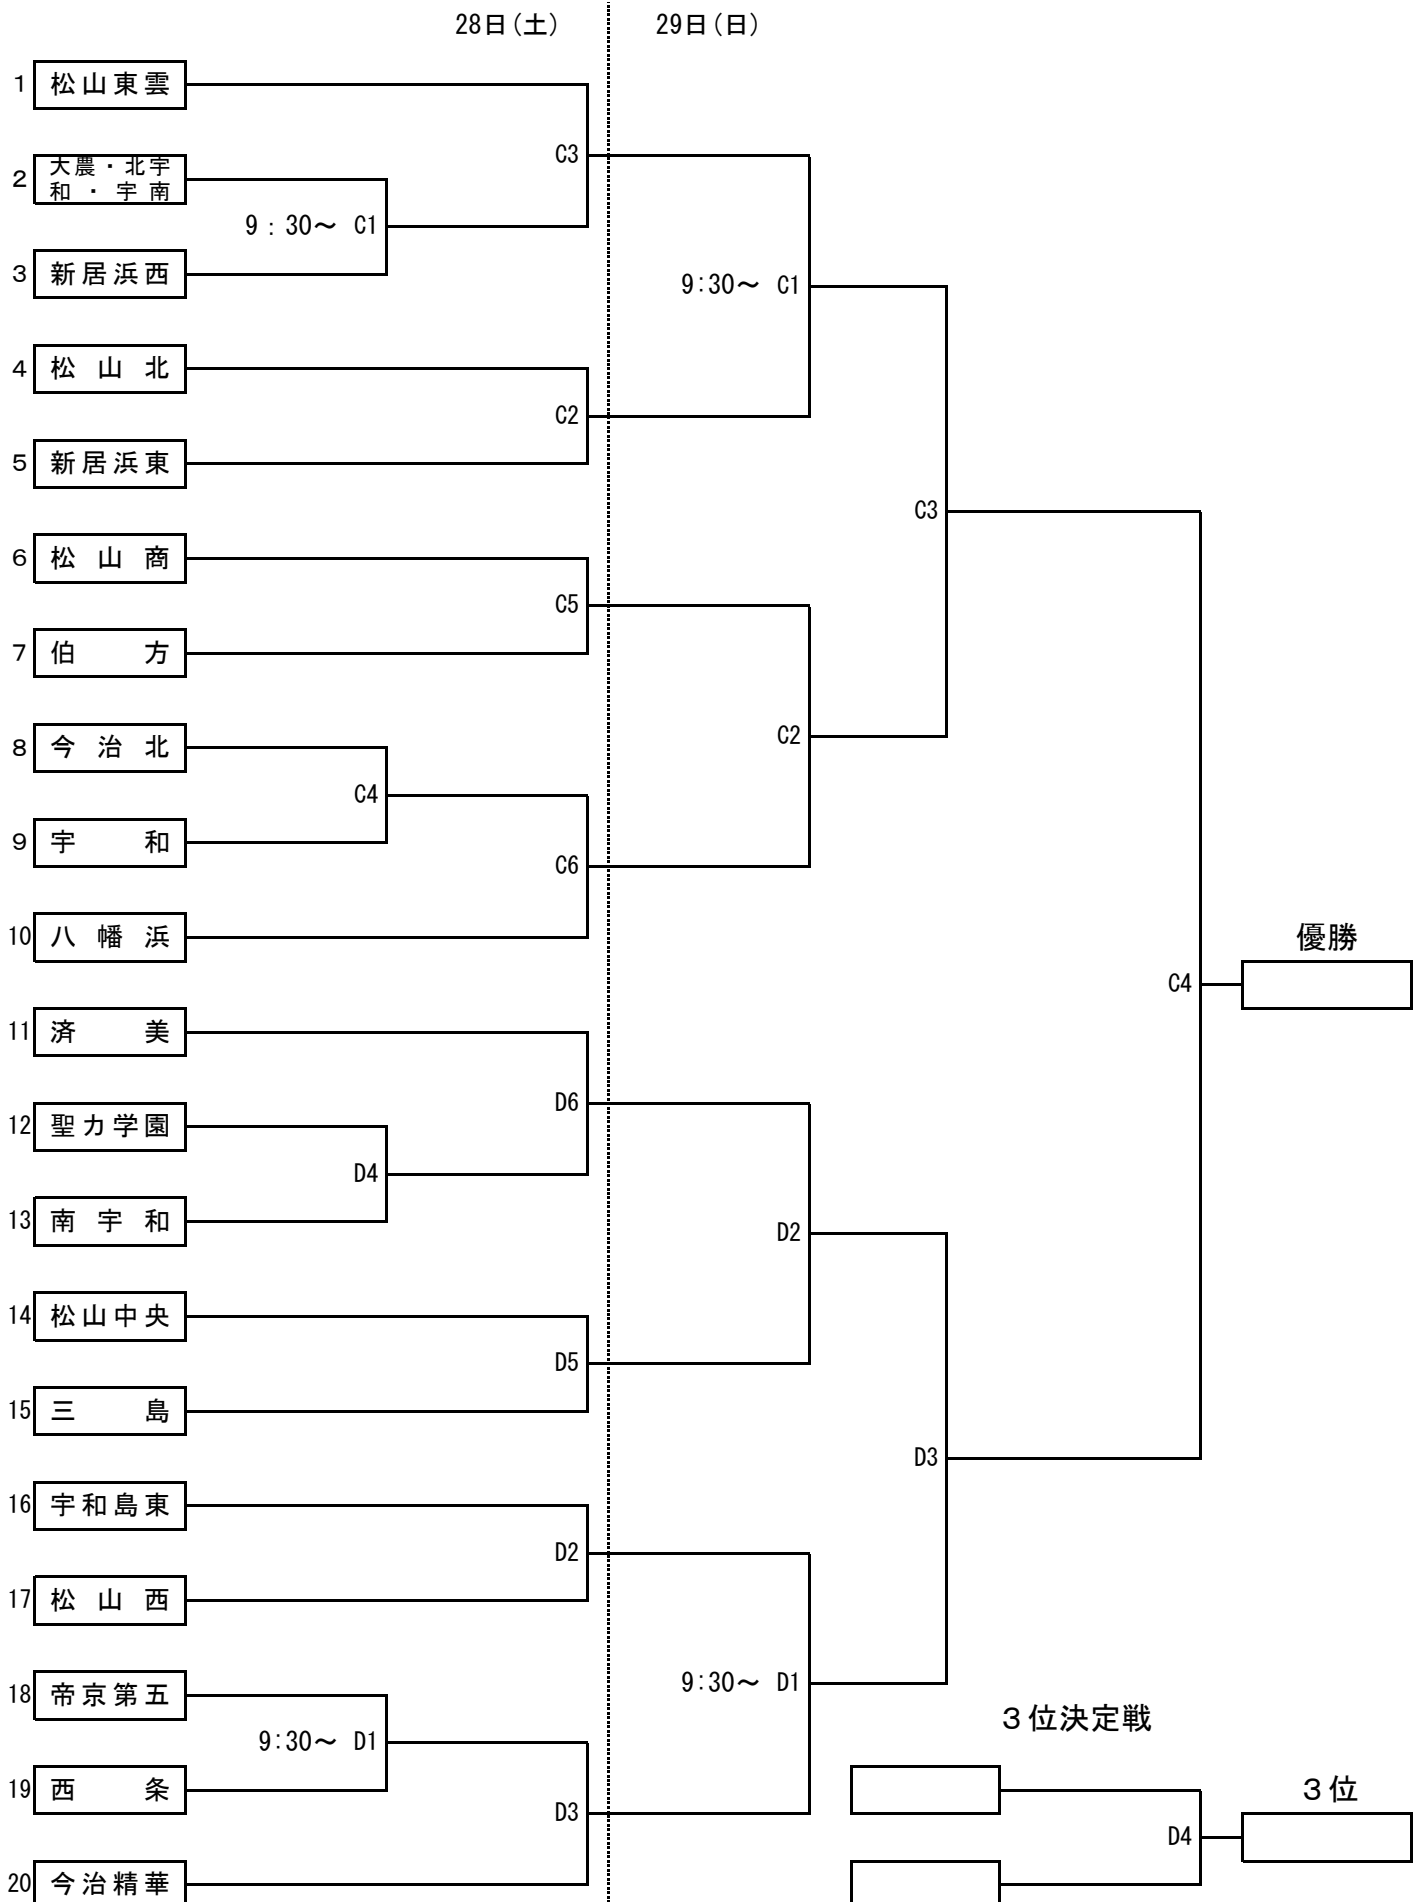 28日(土)
29日(日)
1 松山東雲
C3
2 大農・北宇
和・宇南
9：30～ C1
3 新居浜西
9:30～ C1
4 松山北
C2
5 新居浜東
C3
6 松山商
C5
7 伯方
C2
8 今治北
C4
9 宇和
C6
10 八幡浜
優勝
C4
11 済美
D6
12 聖カ学園
D4
13 南宇和
D2
14 松山中央
D5
15 三島
D3
16 宇和島東
D2
17 松山西
9:30～ D1
18 帝京第五
3位決定戦
9:30～ D1
19 西条
3位
D3
D4
20 今治精華